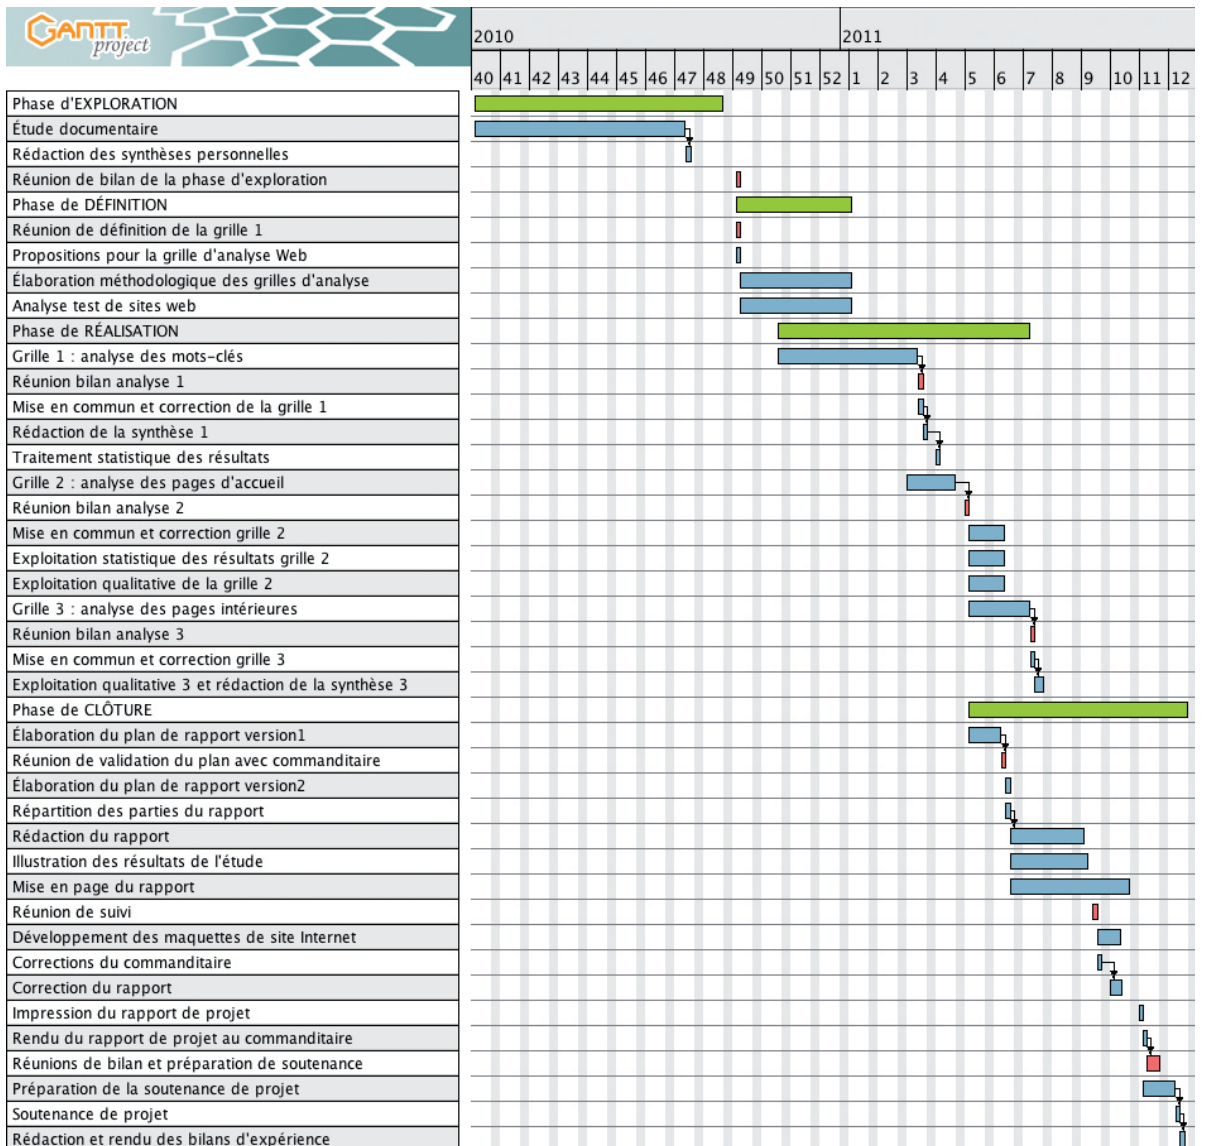 GANTT
project
2010 2011
40 41 42 43 44 45 46 47 48 49 50 51 52 1 2 3 4 5 6 7 8 9 10 11 12
Phase d'EXPLORATION
Étude documentaire
Rédaction des synthèses personnelles
Réunion de bilan de la phase d'exploration
Phase de DÉFINITION
Réunion de définition de la grille 1
Propositions pour la grille d'analyse Web
Élaboration méthodologique des grilles d'analyse
Analyse test de sites web
Phase de RÉALISATION
Grille 1 : analyse des mots-clés
Réunion bilan analyse 1
Mise en commun et correction de la grille 1
Rédaction de la synthèse 1
Traitement statistique des résultats
Grille 2 : analyse des pages d'accueil
Réunion bilan analyse 2
Mise en commun et correction grille 2
Exploitation statistique des résultats grille 2
Exploitation qualitative de la grille 2
Grille 3 : analyse des pages intérieures
Réunion bilan analyse 3
Mise en commun et correction grille 3
Exploitation qualitative 3 et rédaction de la synthèse 3
Phase de CLÔTURE
Élaboration du plan de rapport version1
Réunion de validation du plan avec commanditaire
Élaboration du plan de rapport version2
Répartition des parties du rapport
Rédaction du rapport
Illustration des résultats de l'étude
Mise en page du rapport
Réunion de suivi
Développement des maquettes de site Internet
Corrections du commanditaire
Correction du rapport
Impression du rapport de projet
Rendu du rapport de projet au commanditaire
Réunions de bilan et préparation de soutenance
Préparation de la soutenance de projet
Soutenance de projet
Rédaction et rendu des bilans d'expérience